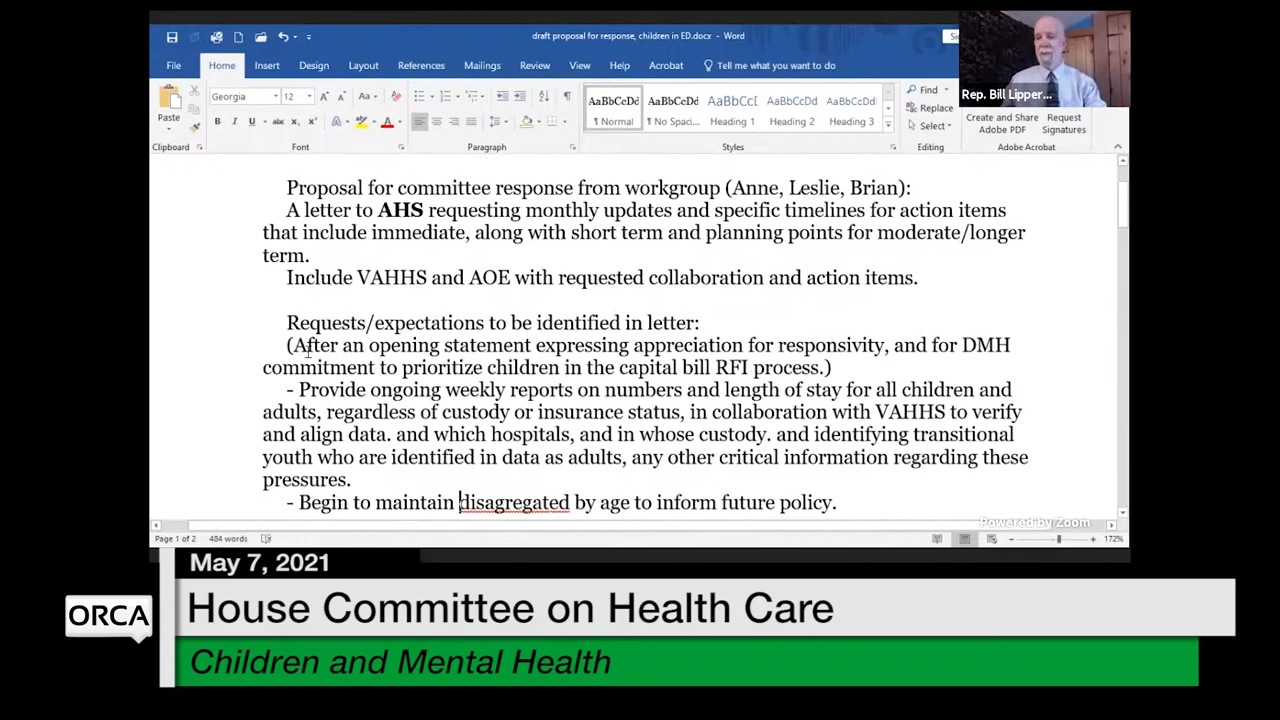 draft proposal for response, children in ED.docx - Word
Rep. Bill Lipper...
File Home Insert Design Layout References Mailings Review View Help Acrobat Tell me what you want to do
Georgia 12
Paste
AaBbCcDd AaBbCcDd AaBbCcDd AaBbCcDd AaBbCcDd
¶ Normal ¶ No Spaci... Heading 1 Heading 2 Heading 3
Find
Replace
Select
Create and Share Adobe PDF
Request Signatures
Clipboard Font Paragraph Styles Editing Adobe Acrobat
Proposal for committee response from workgroup (Anne, Leslie, Brian):
A letter to AHS requesting monthly updates and specific timelines for action items
that include immediate, along with short term and planning points for moderate/longer
term.
Include VAHHS and AOE with requested collaboration and action items.
Requests/expectations to be identified in letter:
(After an opening statement expressing appreciation for responsivity, and for DMH
commitment to prioritize children in the capital bill RFI process.)
- Provide ongoing weekly reports on numbers and length of stay for all children and
adults, regardless of custody or insurance status, in collaboration with VAHHS to verify
and align data. and which hospitals, and in whose custody. and identifying transitional
youth who are identified in data as adults, any other critical information regarding these
pressures.
- Begin to maintain disagregated by age to inform future policy.
Powered by Zoom
Page 1 of 2 484 words 172%
May 7, 2021
ORCA
House Committee on Health Care
Children and Mental Health